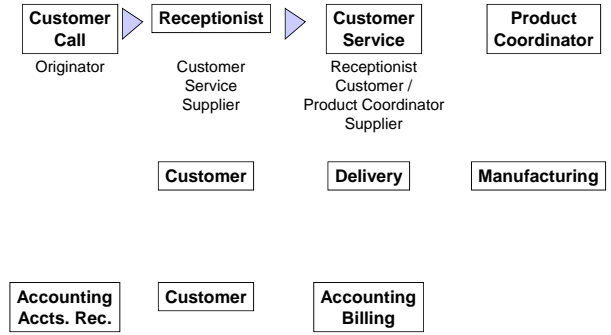 Customer
Call
Receptionist
Customer
Service
Product
Coordinator
Originator
Customer
Service
Supplier
Receptionist
Customer /
Product Coordinator
Supplier
Customer
Delivery
Manufacturing
Accounting
Accts. Rec.
Customer
Accounting
Billing